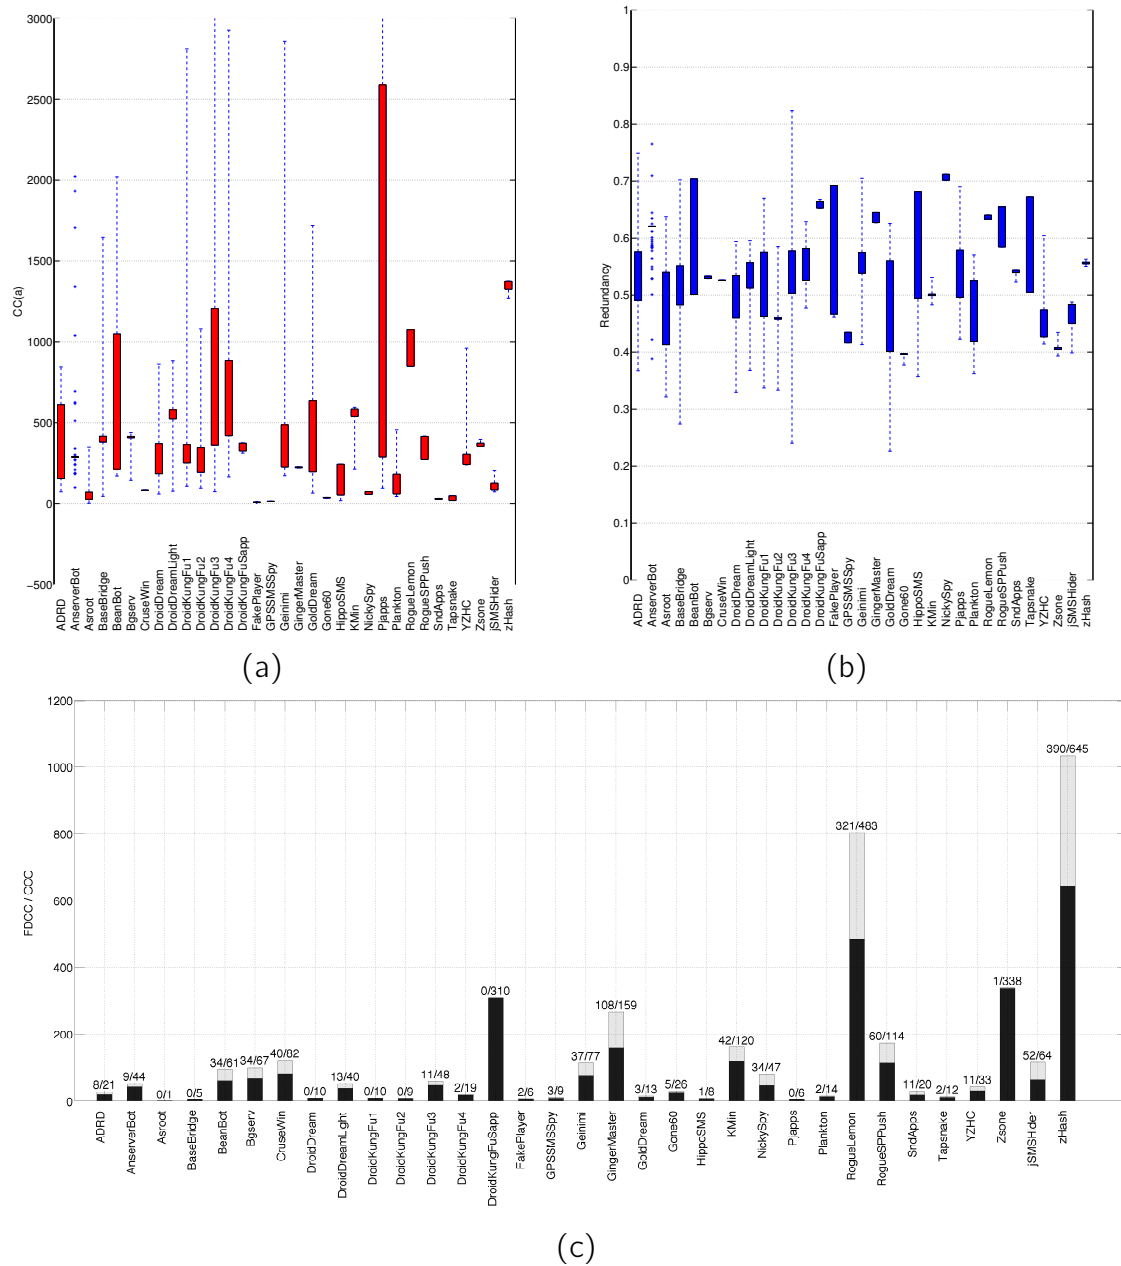 3000
2500
2000
1500
1000
500
0
−500
CC(a)
ADRD
AnserverBot
Asroot
BaseBridge
BeanBot
Bgserv
CruseWin
DroidDream
DroidDreamLight
DroidKungFu1
DroidKungFu2
DroidKungFu3
DroidKungFu4
DroidKungFuSapp
FakePlayer
GPSSMSSpy
Geinimi
GingerMaster
GoldDream
Gone60
HippoSMS
KMin
NickySpy
Pjapps
Plankton
RogueLemon
RogueSPPush
SndApps
Tapsnake
YZHC
Zsone
jSMSHider
zHash
(a)
1
0.9
0.8
0.7
0.6
0.5
0.4
0.3
0.2
0.1
0
Redundancy
ADRD
AnserverBot
Asroot
BaseBridge
BeanBot
Bgserv
CruseWin
DroidDream
DroidDreamLight
DroidKungFu1
DroidKungFu2
DroidKungFu3
DroidKungFu4
DroidKungFuSapp
FakePlayer
GPSSMSSpy
Geinimi
GingerMaster
GoldDream
Gone60
HippoSMS
KMin
NickySpy
Pjapps
Plankton
RogueLemon
RogueSPPush
SndApps
Tapsnake
YZHC
Zsone
jSMSHider
zHash
(b)
1200
1000
800
600
400
200
0
FDCC / CCC
8/21
9/44
0/1
0/5
34/61
34/67
40/82
0/10
13/40
0/10
0/9
11/48
2/19
0/310
2/6
3/9
37/77
108/159
3/13
5/26
1/8
42/120
34/47
0/6
2/14
321/483
60/114
11/20
2/12
11/33
1/338
52/64
390/645
ADRD
AnserverBot
Asroot
BaseBridge
BeanBot
Bgserv
CruseWin
DroidDream
DroidDreamLight
DroidKungFu1
DroidKungFu2
DroidKungFu3
DroidKungFu4
DroidKungFuSapp
FakePlayer
GPSSMSSpy
Geinimi
GingerMaster
GoldDream
Gone60
HippoSMS
KMin
NickySpy
Pjapps
Plankton
RogueLemon
RogueSPPush
SndApps
Tapsnake
YZHC
Zsone
jSMSHider
zHash
(c)